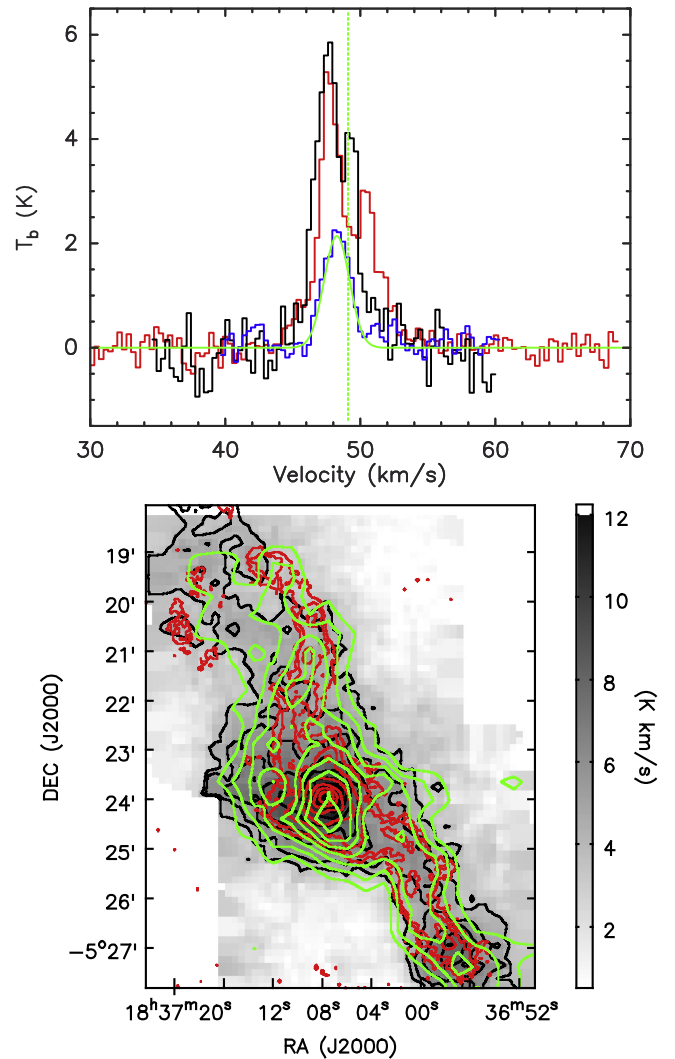 6
4
2
0
T_b (K)
30 40 50 60 70
Velocity (km/s)
19'
20'
21'
22'
23'
24'
25'
26'
−5°27'
DEC (J2000)
18ʰ37ᵐ20ˢ 12ˢ 08ˢ 04ˢ 00ˢ 36ᵐ52ˢ
RA (J2000)
12
10
8
6
4
2
(K km/s)